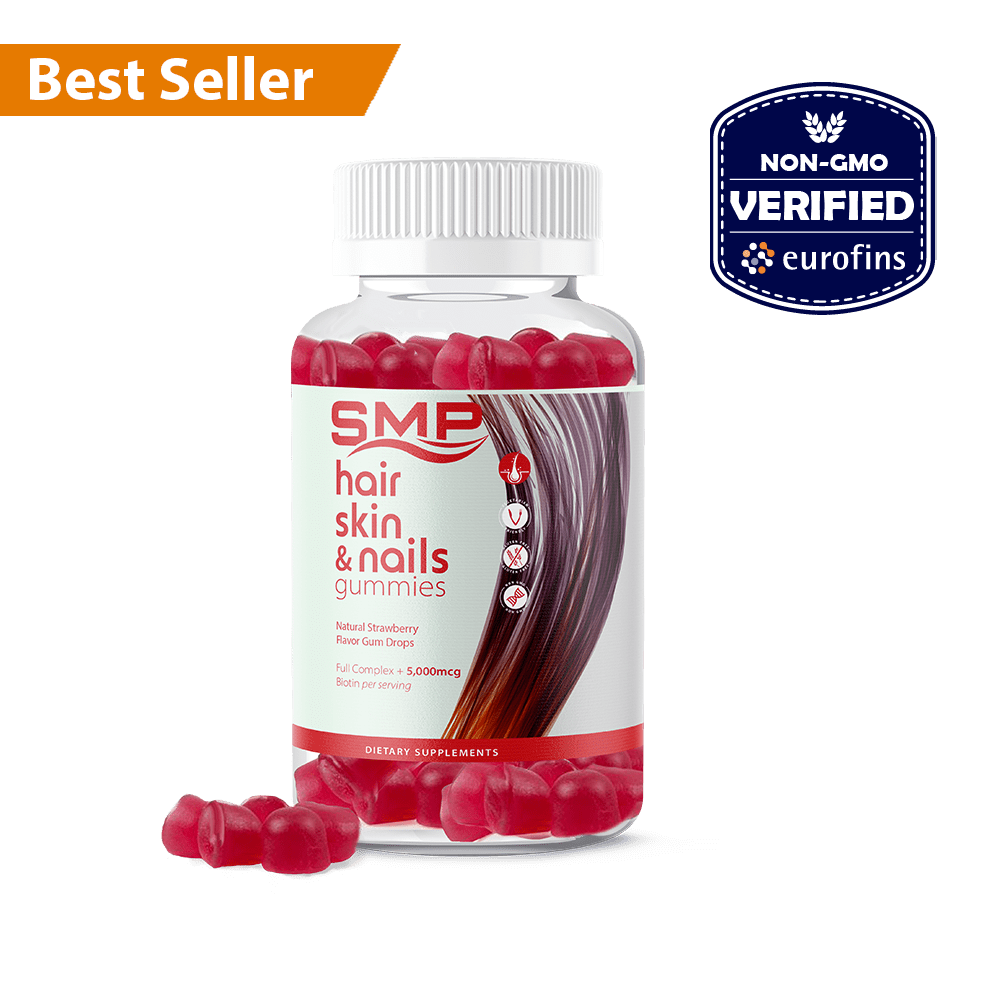 Best Seller
NON-GMO
VERIFIED
eurofins
SMP
hair
skin
& nails
gummies
Natural Strawberry
Flavor Gum Drops
Full Complex + 5,000mcg
Biotin per serving
DIETARY SUPPLEMENTS